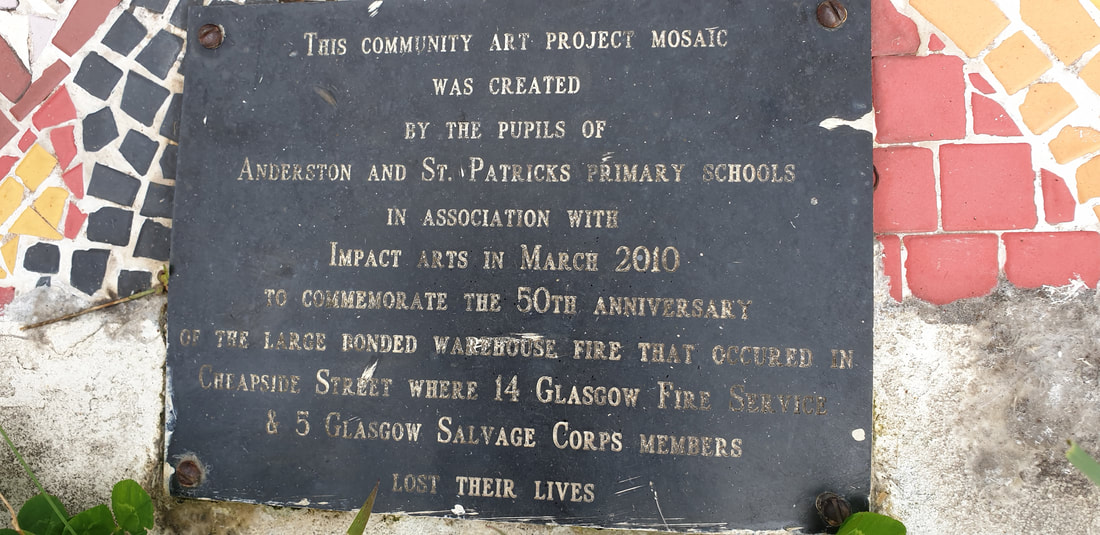 This community art project mosaic
was created
by the pupils of
Anderston and St. Patricks primary schools
in association with
Impact arts in March 2010
to commemorate the 50th anniversary
of the large bonded warehouse fire that occured in
Cheapside Street where 14 Glasgow Fire Service
& 5 Glasgow Salvage Corps members
lost their lives